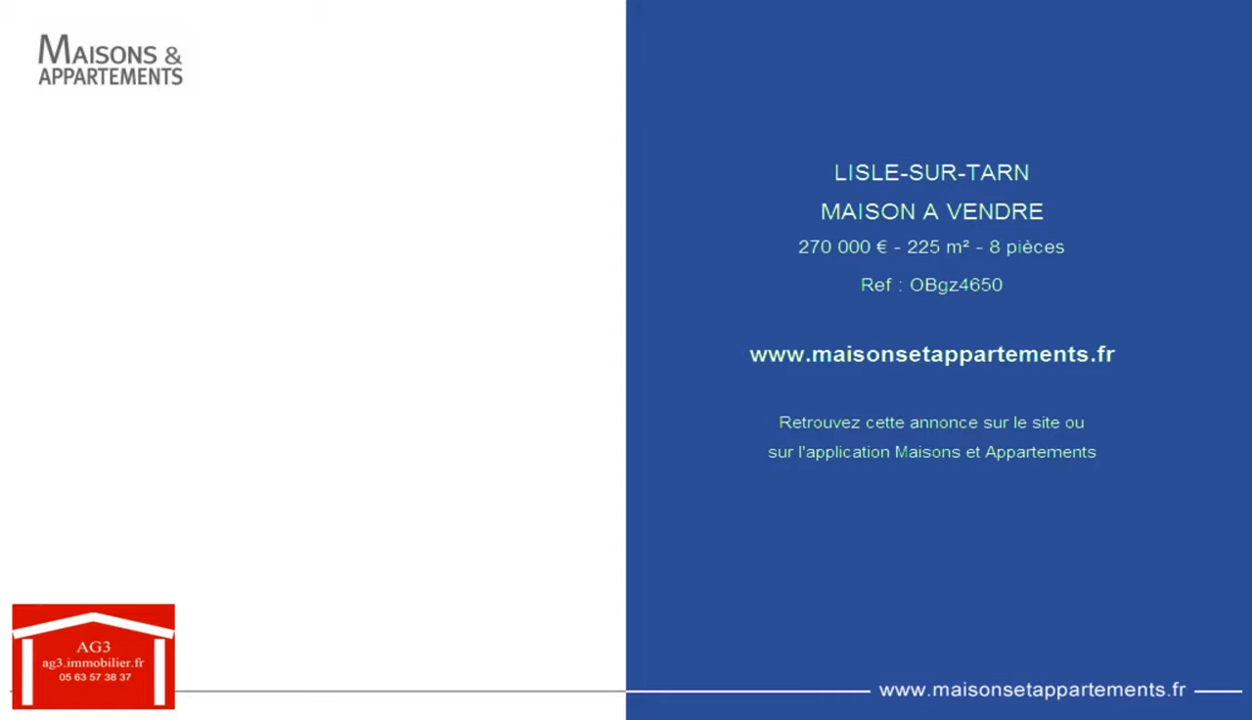 MAISONS &
APPARTEMENTS
LISLE-SUR-TARN
MAISON A VENDRE
270 000 € - 225 m² - 8 pièces
Ref : OBgz4650
www.maisonsetappartements.fr
Retrouvez cette annonce sur le site ou
sur l'application Maisons et Appartements
AG3
ag3.immobilier.fr
05 63 57 38 37
www.maisonsetappartements.fr